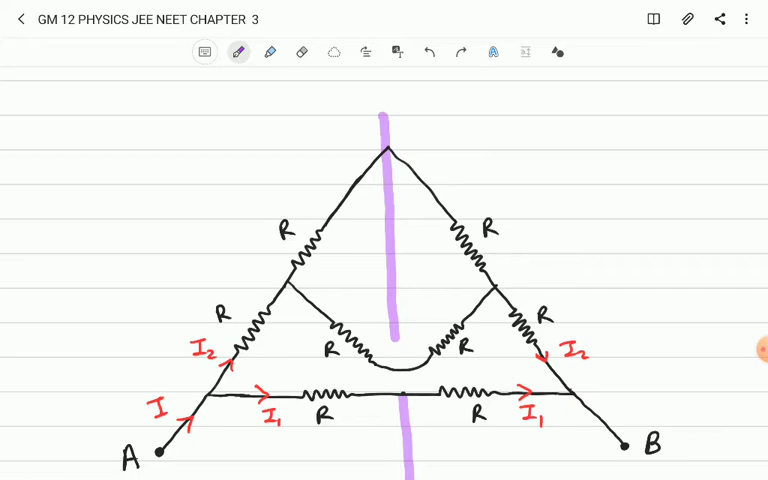 GM 12 PHYSICS JEE NEET CHAPTER 3
R R
R R
I₂ R R I₂
I I₁ R R I₁
A B